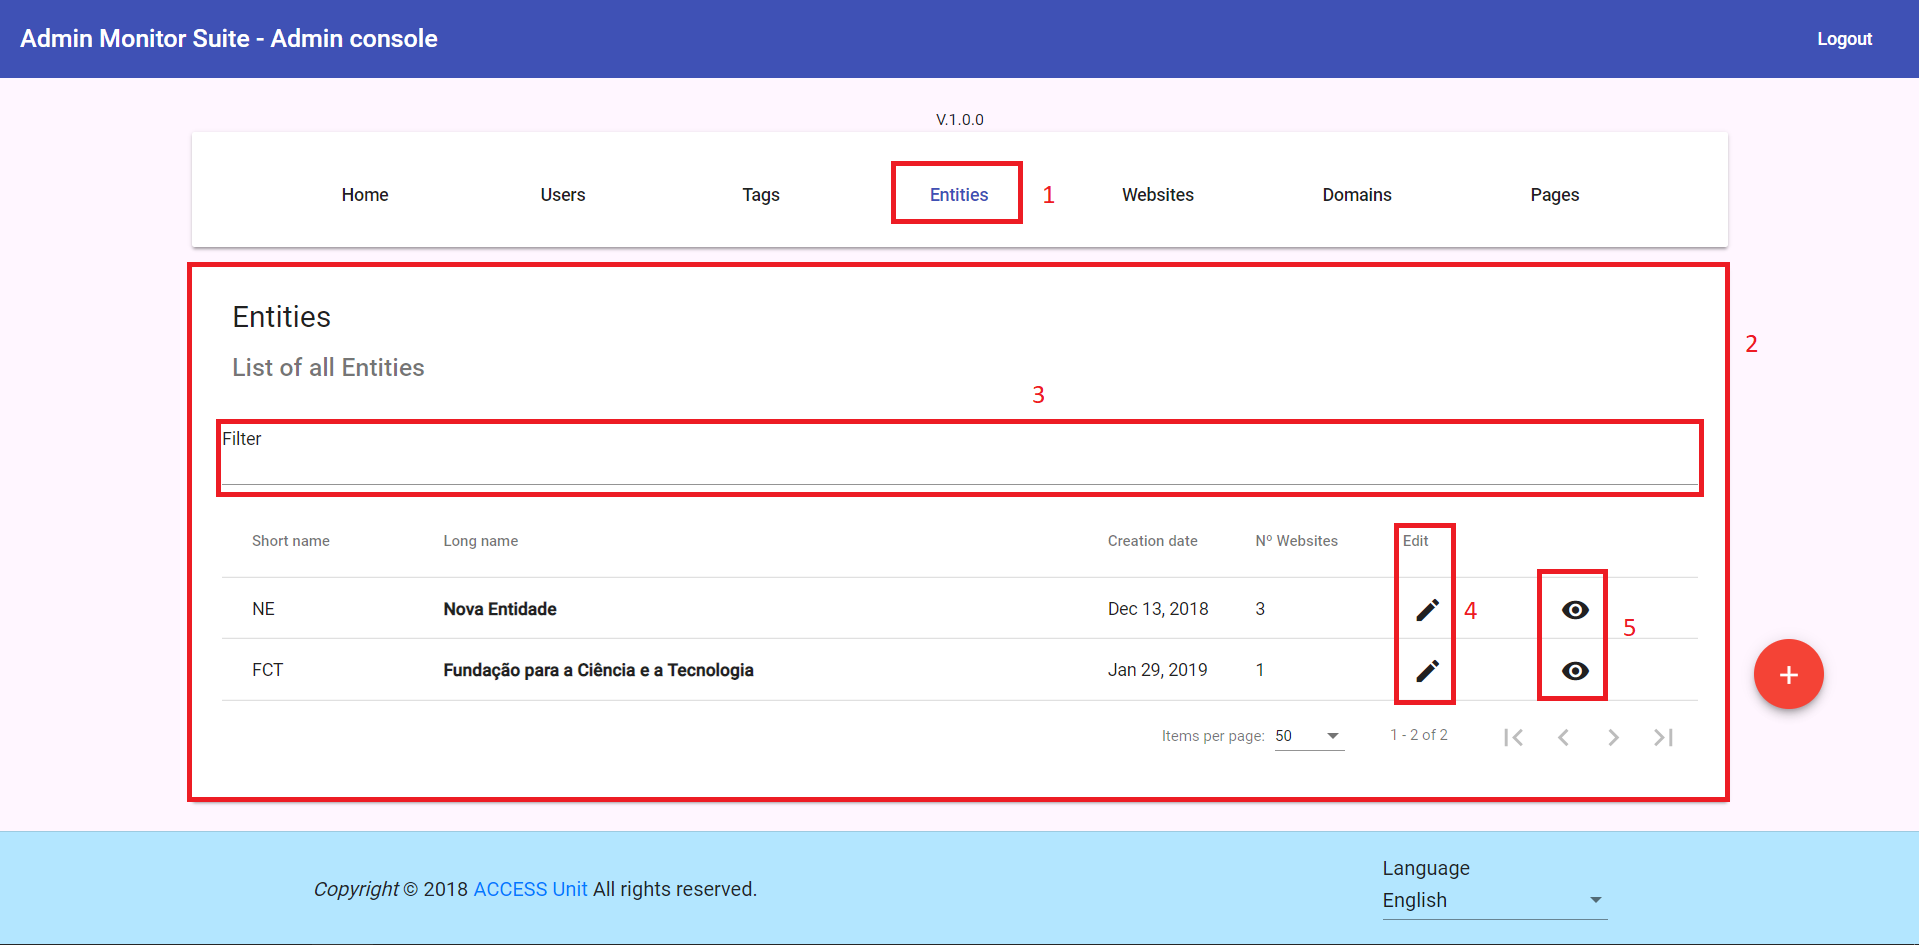 Admin Monitor Suite - Admin console Logout
V.1.0.0
Home Users Tags Entities 1 Websites Domains Pages
Entities
2
List of all Entities
3
Filter
Short name Long name Creation date Nº Websites Edit
NE Nova Entidade Dec 13, 2018 3 4
5
FCT Fundação para a Ciência e a Tecnologia Jan 29, 2019 1
+
Items per page: 50 1 - 2 of 2
Language
Copyright © 2018 ACCESS Unit All rights reserved.
English